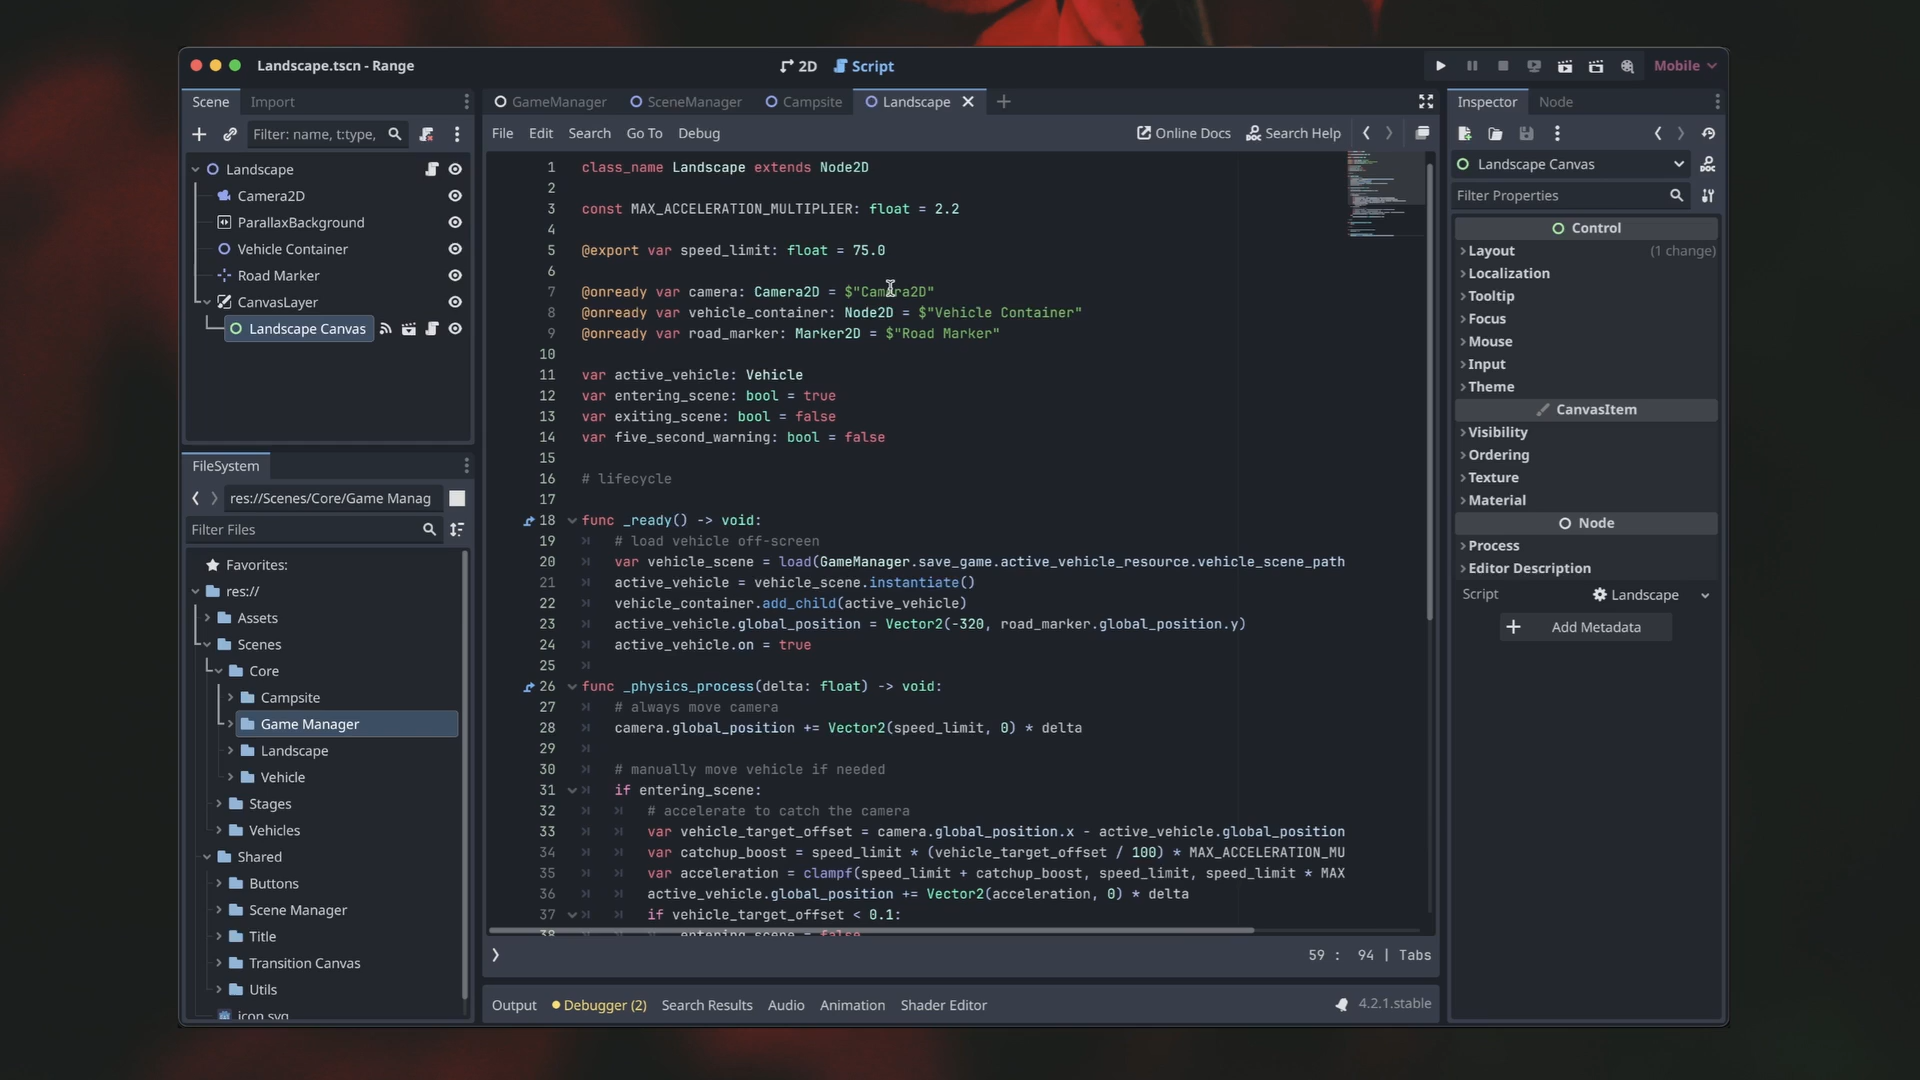 Landscape.tscn - Range
2D
Script
Mobile
Scene
Import
Filter: name, t:type,
Landscape
Camera2D
ParallaxBackground
Vehicle Container
Road Marker
CanvasLayer
Landscape Canvas
FileSystem
res://Scenes/Core/Game Manag
Filter Files
Favorites:
res://
Assets
Scenes
Core
Campsite
Game Manager
Landscape
Vehicle
Stages
Vehicles
Shared
Buttons
Scene Manager
Title
Transition Canvas
Utils
icon.svg
GameManager
SceneManager
Campsite
Landscape
File Edit Search Go To Debug
Online Docs
Search Help
1 class_name Landscape extends Node2D
2
3 const MAX_ACCELERATION_MULTIPLIER: float = 2.2
4
5 @export var speed_limit: float = 75.0
6
7 @onready var camera: Camera2D = $"Camera2D"
8 @onready var vehicle_container: Node2D = $"Vehicle Container"
9 @onready var road_marker: Marker2D = $"Road Marker"
10
11 var active_vehicle: Vehicle
12 var entering_scene: bool = true
13 var exiting_scene: bool = false
14 var five_second_warning: bool = false
15
16 # lifecycle
17
18 func _ready() -> void:
19 # load vehicle off-screen
20 var vehicle_scene = load(GameManager.save_game.active_vehicle_resource.vehicle_scene_path
21 active_vehicle = vehicle_scene.instantiate()
22 vehicle_container.add_child(active_vehicle)
23 active_vehicle.global_position = Vector2(-320, road_marker.global_position.y)
24 active_vehicle.on = true
25
26 func _physics_process(delta: float) -> void:
27 # always move camera
28 camera.global_position += Vector2(speed_limit, 0) * delta
29
30 # manually move vehicle if needed
31 if entering_scene:
32 # accelerate to catch the camera
33 var vehicle_target_offset = camera.global_position.x - active_vehicle.global_position
34 var catchup_boost = speed_limit * (vehicle_target_offset / 100) * MAX_ACCELERATION_MU
35 var acceleration = clampf(speed_limit + catchup_boost, speed_limit, speed_limit * MAX
36 active_vehicle.global_position += Vector2(acceleration, 0) * delta
37 if vehicle_target_offset < 0.1:
38 entering_scene = false
59 : 94 | Tabs
Output
Debugger (2)
Search Results
Audio
Animation
Shader Editor
4.2.1.stable
Inspector
Node
Landscape Canvas
Filter Properties
Control
Layout (1 change)
Localization
Tooltip
Focus
Mouse
Input
Theme
CanvasItem
Visibility
Ordering
Texture
Material
Node
Process
Editor Description
Script Landscape
Add Metadata